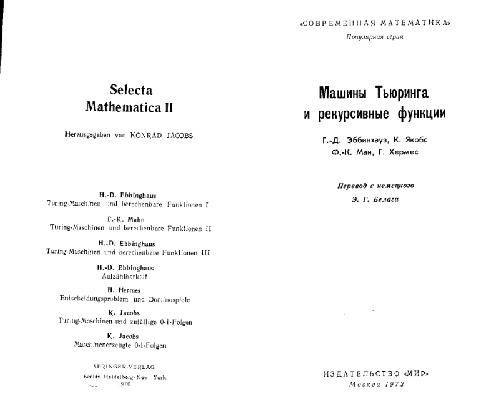 Selecta
Mathematica II
Herausgegeben von KONRAD JACOBS
H.-D. Ebbinghaus
Turing-Maschinen und berechenbare Funktionen I
F.-K. Mahn
Turing-Maschinen und berechenbare Funktionen II
H.-D. Ebbinghaus
Turing-Maschinen und berechenbare Funktionen III
H.-D. Ebbinghaus
Aufzählbarkeit
H. Hermes
Entscheidungsproblem und Dominospiele
K. Jacobs
Turing-Maschinen und zufällige 0-1-Folgen
K. Jacobs
Maschinenerzeugte 0-1-Folgen
SPRINGER-VERLAG
Berlin Heidelberg New York
«СОВРЕМЕННАЯ МАТЕМАТИКА»
Популярная серия
Машины Тьюринга
и рекурсивные функции
Г.-Д. Эббинхауз, К. Якобс
Ф.-К. Ман, Г. Хермес
Перевод с немецкого
Э. Г. Белаги
ИЗДАТЕЛЬСТВО «МИР»
Москва 1972